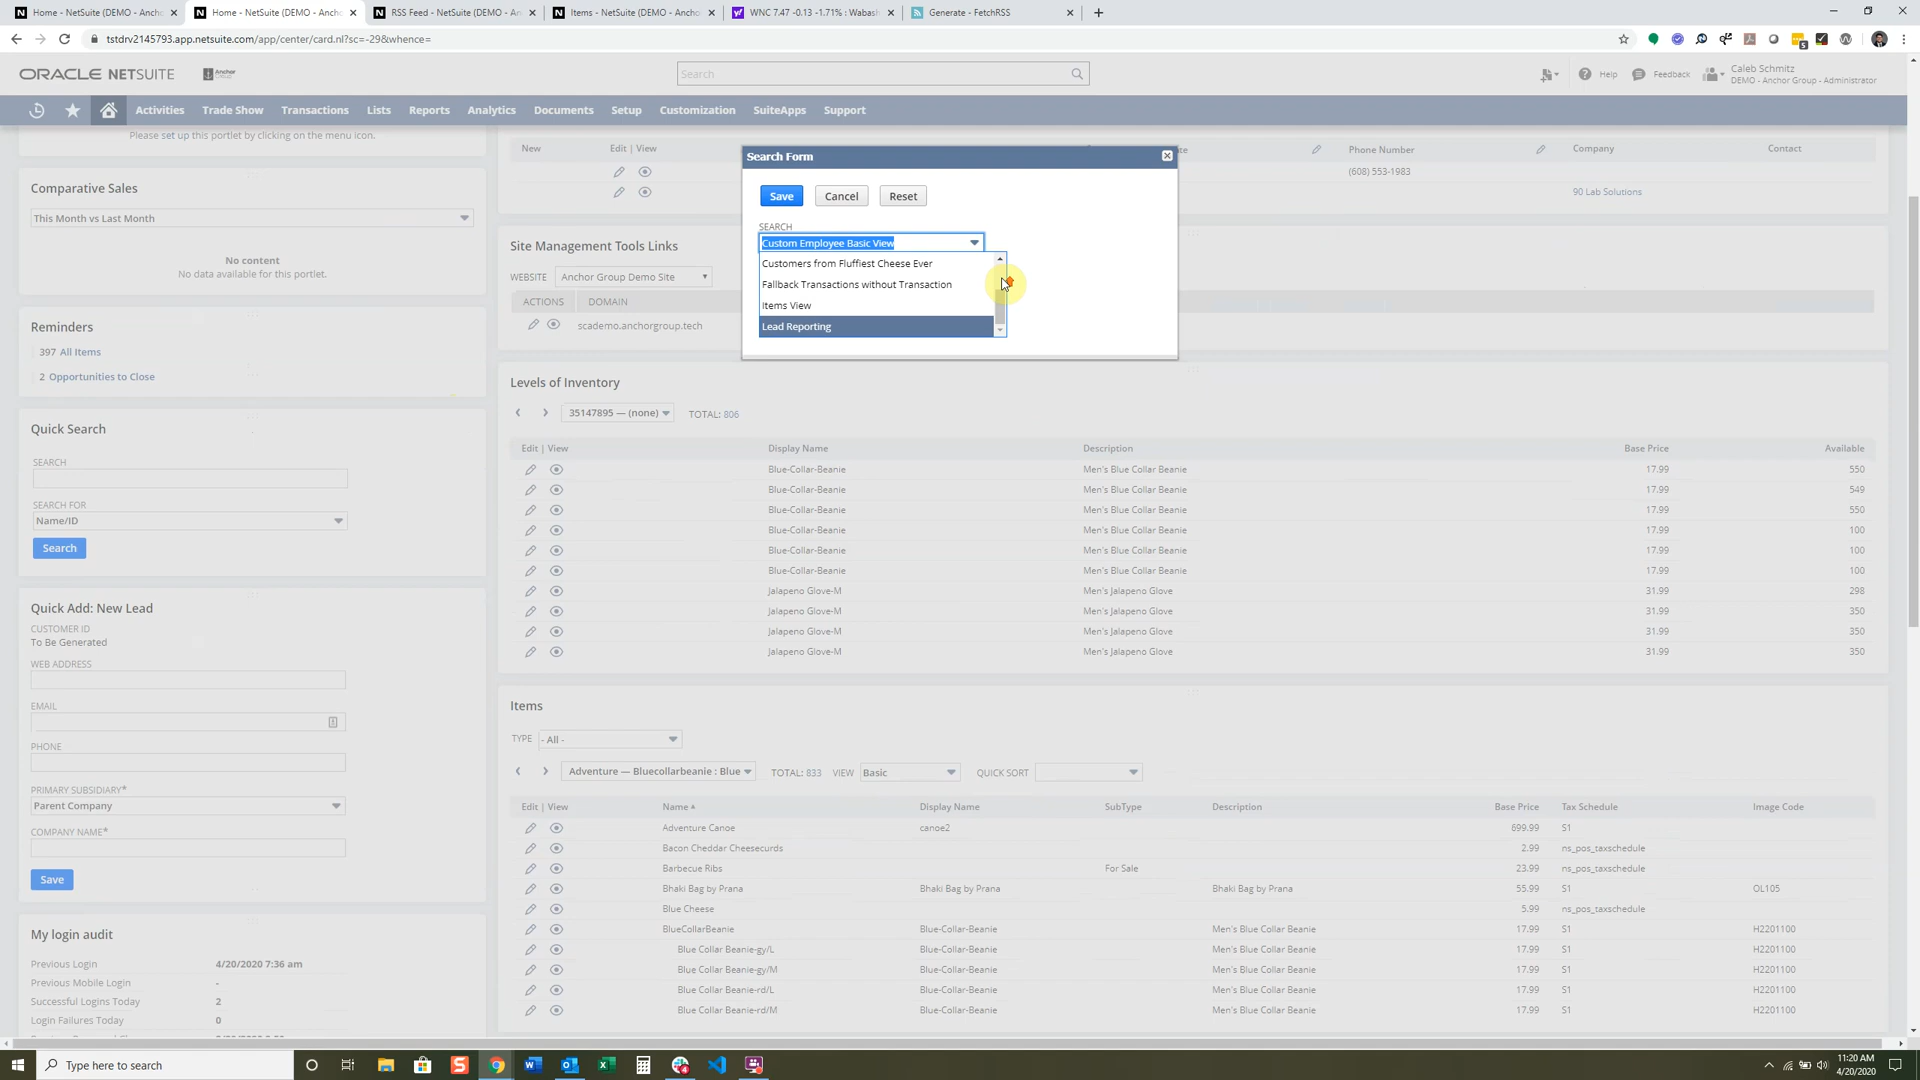 Home - NetSuite (DEMO - Ancho
Home - NetSuite (DEMO - Ancho
RSS Feed - NetSuite (DEMO - Anc
Items - NetSuite (DEMO - Ancho
WNC 7.47 -0.13 -1.71% : Wabash
Generate - FetchRSS
tstdrv2145793.app.netsuite.com/app/center/card.nl?sc=-29&whence=
ORACLE NETSUITE
Anchor Group
Search
Help
Feedback
Caleb Schmitz
DEMO - Anchor Group - Administrator
Activities
Trade Show
Transactions
Lists
Reports
Analytics
Documents
Setup
Customization
SuiteApps
Support
Please set up this portlet by clicking on the menu icon.
Comparative Sales
This Month vs Last Month
No content
No data available for this portlet.
Reminders
397 All Items
2 Opportunities to Close
Quick Search
SEARCH
SEARCH FOR
Name/ID
Search
Quick Add: New Lead
CUSTOMER ID
To Be Generated
WEB ADDRESS
EMAIL
PHONE
PRIMARY SUBSIDIARY*
Parent Company
COMPANY NAME*
Save
My login audit
Previous Login 4/20/2020 7:36 am
Previous Mobile Login -
Successful Logins Today 2
Login Failures Today 0
New Edit | View Phone Number Company Contact
(608) 553-1983
90 Lab Solutions
Search Form
Save Cancel Reset
SEARCH
Custom Employee Basic View
Customers from Fluffiest Cheese Ever
Fallback Transactions without Transaction
Items View
Lead Reporting
Site Management Tools Links
WEBSITE Anchor Group Demo Site
ACTIONS DOMAIN
scademo.anchorgroup.tech
Levels of Inventory
35147895 — (none) TOTAL: 806
Edit | View Display Name Description Base Price Available
Blue-Collar-Beanie Men's Blue Collar Beanie 17.99 550
Blue-Collar-Beanie Men's Blue Collar Beanie 17.99 549
Blue-Collar-Beanie Men's Blue Collar Beanie 17.99 550
Blue-Collar-Beanie Men's Blue Collar Beanie 17.99 100
Blue-Collar-Beanie Men's Blue Collar Beanie 17.99 100
Blue-Collar-Beanie Men's Blue Collar Beanie 17.99 100
Jalapeno Glove-M Men's Jalapeno Glove 31.99 298
Jalapeno Glove-M Men's Jalapeno Glove 31.99 350
Jalapeno Glove-M Men's Jalapeno Glove 31.99 350
Jalapeno Glove-M Men's Jalapeno Glove 31.99 350
Items
TYPE - All -
Adventure — Bluecollarbeanie : Blue TOTAL: 833 VIEW Basic QUICK SORT
Edit | View Name Display Name SubType Description Base Price Tax Schedule Image Code
Adventure Canoe canoe2 699.99 S1
Bacon Cheddar Cheesecurds 2.99 ns_pos_taxschedule
Barbecue Ribs For Sale 23.99 ns_pos_taxschedule
Bhaki Bag by Prana Bhaki Bag by Prana Bhaki Bag by Prana 55.99 S1 OL105
Blue Cheese 5.99 ns_pos_taxschedule
BlueCollarBeanie Blue-Collar-Beanie Men's Blue Collar Beanie 17.99 S1 H2201100
Blue Collar Beanie-gy/L Blue-Collar-Beanie Men's Blue Collar Beanie 17.99 S1 H2201100
Blue Collar Beanie-gy/M Blue-Collar-Beanie Men's Blue Collar Beanie 17.99 S1 H2201100
Blue Collar Beanie-rd/L Blue-Collar-Beanie Men's Blue Collar Beanie 17.99 S1 H2201100
Blue Collar Beanie-rd/M Blue-Collar-Beanie Men's Blue Collar Beanie 17.99 S1 H2201100
Type here to search
11:20 AM
4/20/2020